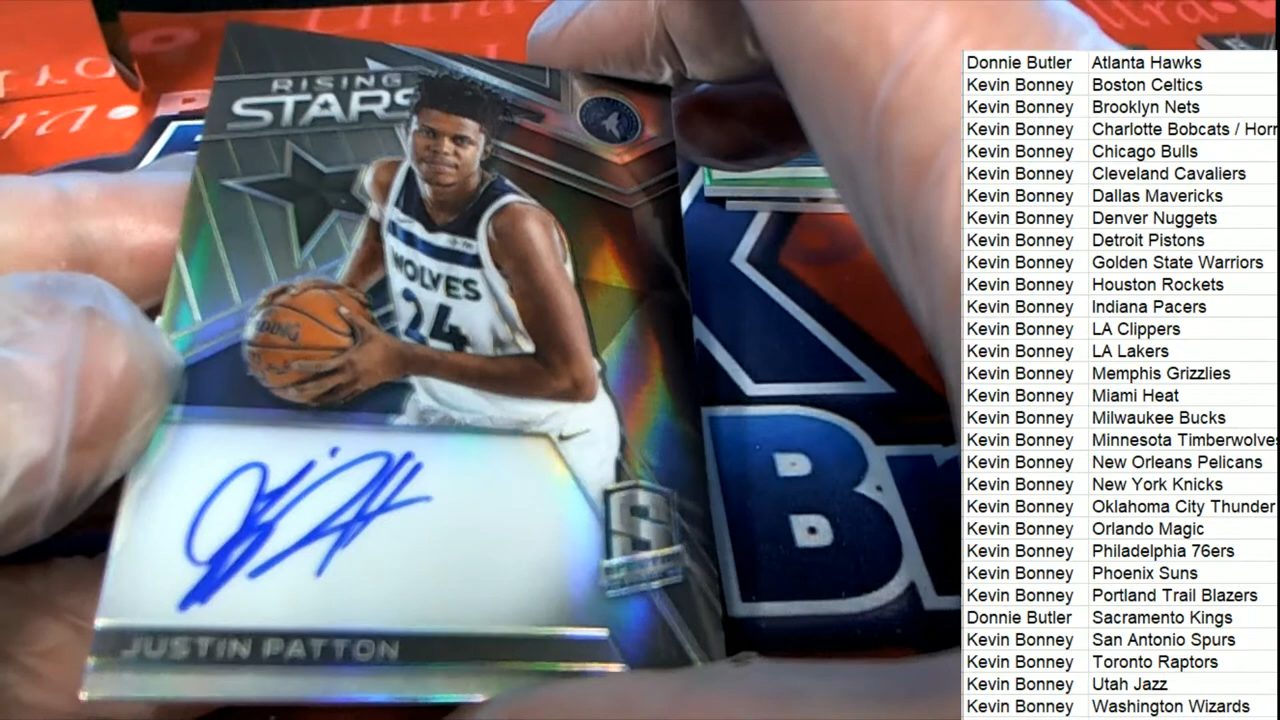 RISING
STARS
WOLVES
24
JUSTIN PATTON
S
B
Donnie Butler Atlanta Hawks
Kevin Bonney Boston Celtics
Kevin Bonney Brooklyn Nets
Kevin Bonney Charlotte Bobcats / Horn
Kevin Bonney Chicago Bulls
Kevin Bonney Cleveland Cavaliers
Kevin Bonney Dallas Mavericks
Kevin Bonney Denver Nuggets
Kevin Bonney Detroit Pistons
Kevin Bonney Golden State Warriors
Kevin Bonney Houston Rockets
Kevin Bonney Indiana Pacers
Kevin Bonney LA Clippers
Kevin Bonney LA Lakers
Kevin Bonney Memphis Grizzlies
Kevin Bonney Miami Heat
Kevin Bonney Milwaukee Bucks
Kevin Bonney Minnesota Timberwolves
Kevin Bonney New Orleans Pelicans
Kevin Bonney New York Knicks
Kevin Bonney Oklahoma City Thunder
Kevin Bonney Orlando Magic
Kevin Bonney Philadelphia 76ers
Kevin Bonney Phoenix Suns
Kevin Bonney Portland Trail Blazers
Donnie Butler Sacramento Kings
Kevin Bonney San Antonio Spurs
Kevin Bonney Toronto Raptors
Kevin Bonney Utah Jazz
Kevin Bonney Washington Wizards